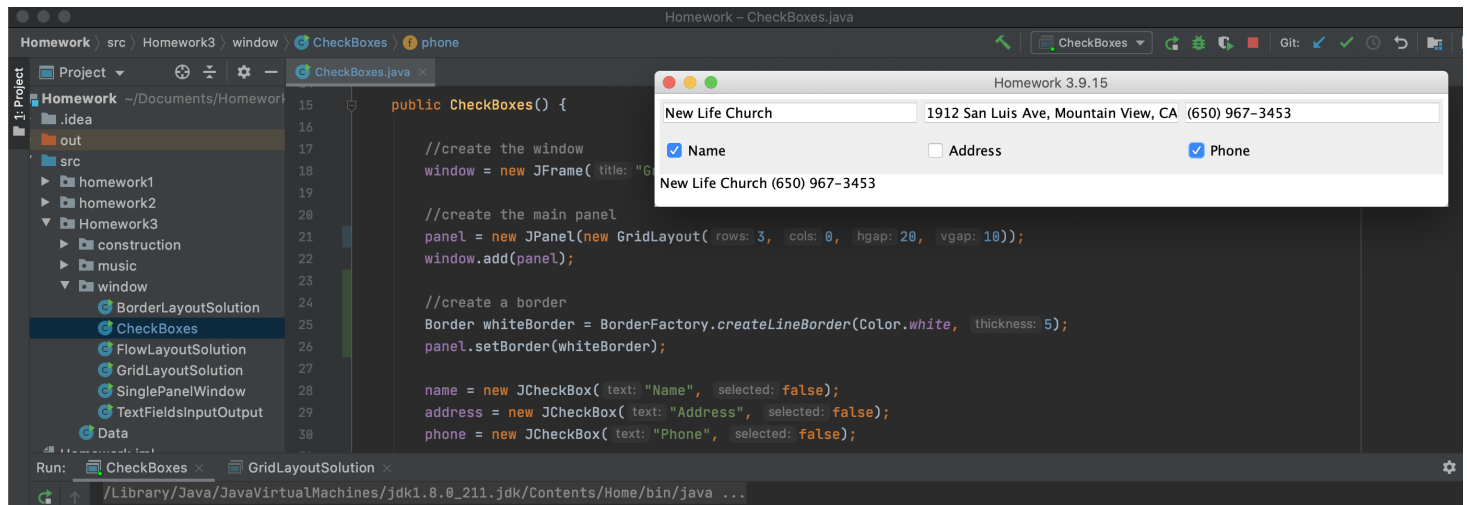 Homework – CheckBoxes.java
Homework src Homework3 window CheckBoxes phone
CheckBoxes Git:
1: Project
Project
CheckBoxes.java
Homework 3.9.15
New Life Church 1912 San Luis Ave, Mountain View, CA (650) 967-3453
Name Address Phone
New Life Church (650) 967-3453
Homework ~/Documents/Homework
.idea
out
src
homework1
homework2
Homework3
construction
music
window
BorderLayoutSolution
CheckBoxes
FlowLayoutSolution
GridLayoutSolution
SinglePanelWindow
TextFieldsInputOutput
Data
15 public CheckBoxes() {
16
17 //create the window
18 window = new JFrame( title: "G
19
20 //create the main panel
21 panel = new JPanel(new GridLayout( rows: 3, cols: 0, hgap: 20, vgap: 10));
22 window.add(panel);
23
24 //create a border
25 Border whiteBorder = BorderFactory.createLineBorder(Color.white, thickness: 5);
26 panel.setBorder(whiteBorder);
27
28 name = new JCheckBox( text: "Name", selected: false);
29 address = new JCheckBox( text: "Address", selected: false);
30 phone = new JCheckBox( text: "Phone", selected: false);
Run: CheckBoxes GridLayoutSolution
/Library/Java/JavaVirtualMachines/jdk1.8.0_211.jdk/Contents/Home/bin/java ...